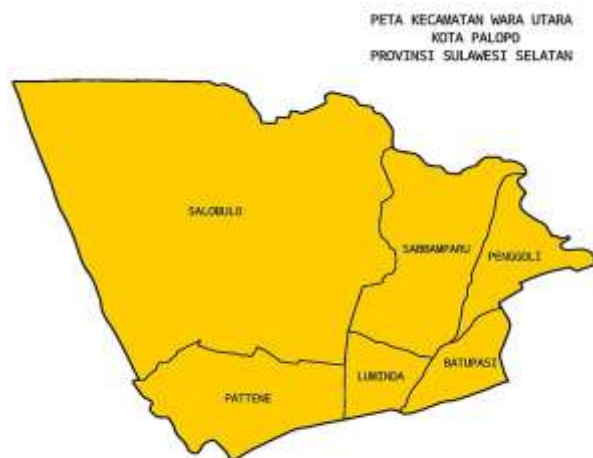 PETA KECAMATAN WARA UTARA
KOTA PALOPO
PROVINSI SULAWESI SELATAN
SALOBULO
SABBAMPARU
PENGGOLI
BATUPASI
LUMINDA
PATTENE